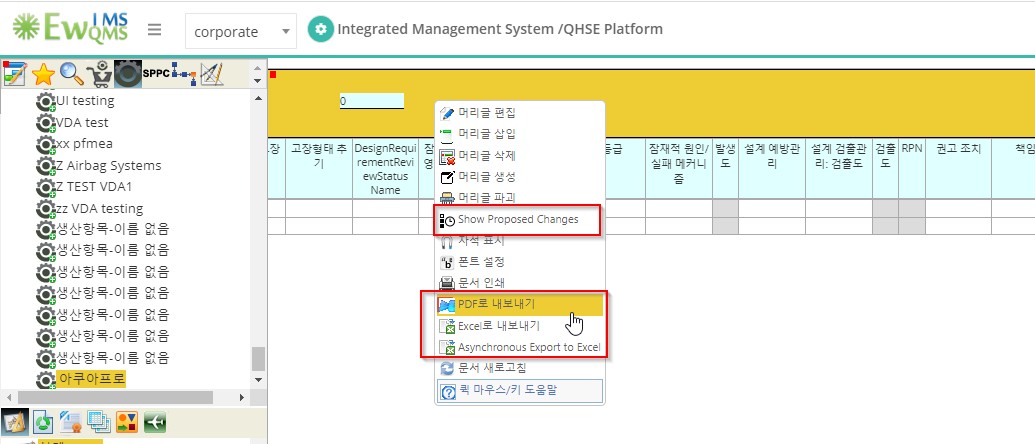 Ew IMS QMS
corporate
Integrated Management System /QHSE Platform
SPPC
UI testing
VDA test
xx pfmea
Z Airbag Systems
Z TEST VDA1
zz VDA testing
생산항목-이름 없음
생산항목-이름 없음
생산항목-이름 없음
생산항목-이름 없음
생산항목-이름 없음
생산항목-이름 없음
생산항목-이름 없음
아쿠아프로
0
고장형태 추기
DesignRequirementReviewStatus Name
발생도
잠재적 원인/실패 메커니즘
설계 예방관리
설계 검출관리: 검출도
검출도
RPN
권고 조치
책임
머리글 편집
머리글 삽입
머리글 삭제
머리글 생성
머리글 파괴
Show Proposed Changes
자석 표시
폰트 설정
문서 인쇄
PDF로 내보내기
Excel로 내보내기
Asynchronous Export to Excel
문서 새로고침
퀵 마우스/키 도움말